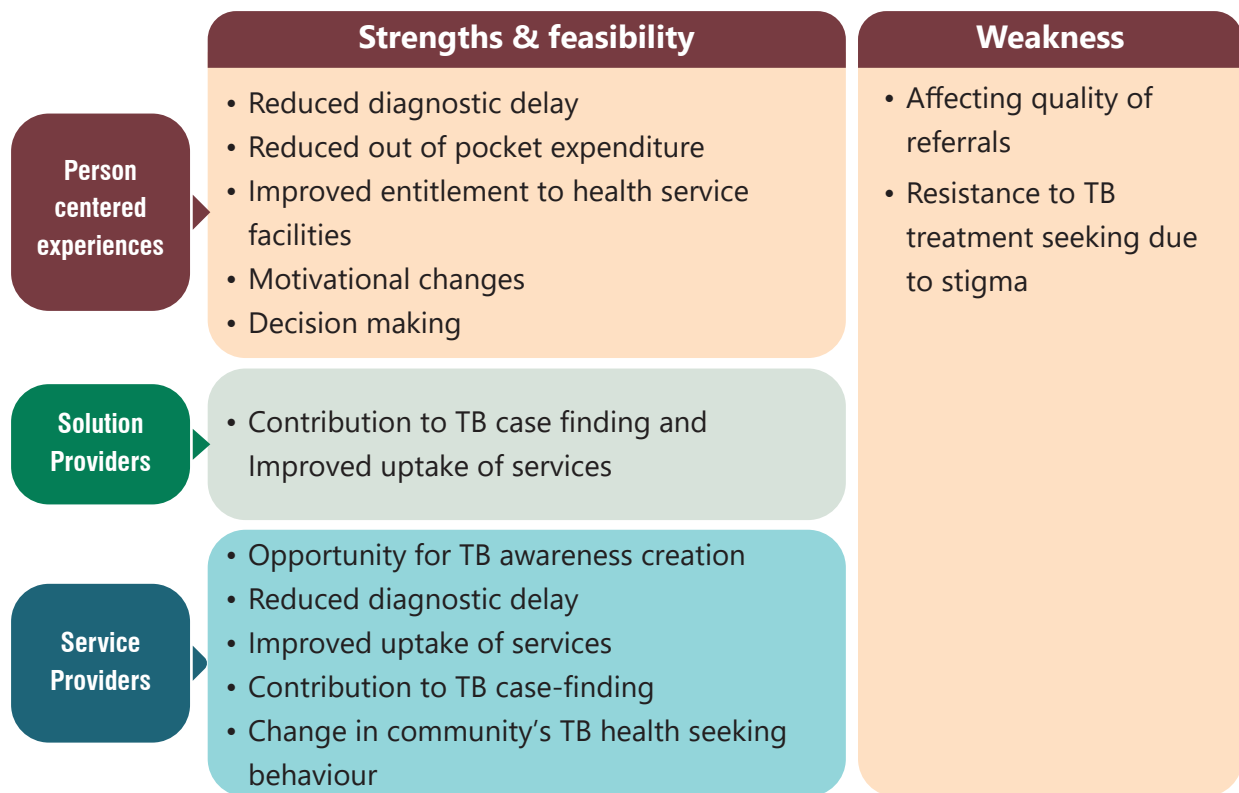 Strengths & feasibility
Weakness
Person
centered
experiences
• Reduced diagnostic delay
• Reduced out of pocket expenditure
• Improved entitlement to health service
facilities
• Motivational changes
• Decision making
• Affecting quality of
referrals
• Resistance to TB
treatment seeking due
to stigma
Solution
Providers
• Contribution to TB case finding and
Improved uptake of services
Service
Providers
• Opportunity for TB awareness creation
• Reduced diagnostic delay
• Improved uptake of services
• Contribution to TB case-finding
• Change in community’s TB health seeking
behaviour